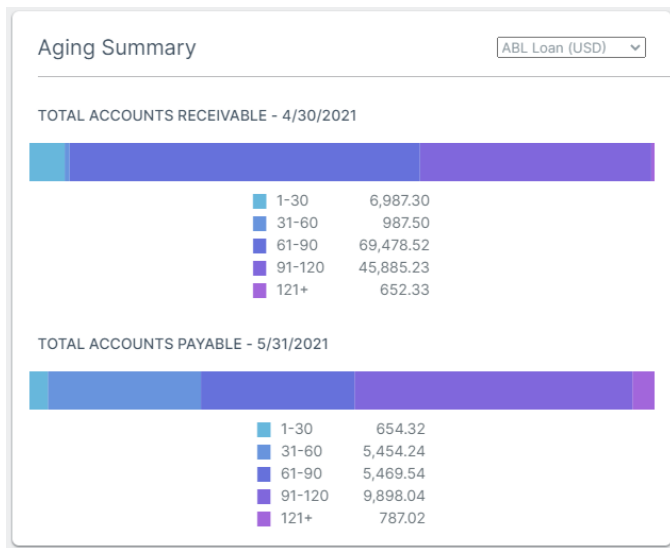 Aging Summary
ABL Loan (USD)
TOTAL ACCOUNTS RECEIVABLE - 4/30/2021
1-30 6,987.30
31-60 987.50
61-90 69,478.52
91-120 45,885.23
121+ 652.33
TOTAL ACCOUNTS PAYABLE - 5/31/2021
1-30 654.32
31-60 5,454.24
61-90 5,469.54
91-120 9,898.04
121+ 787.02